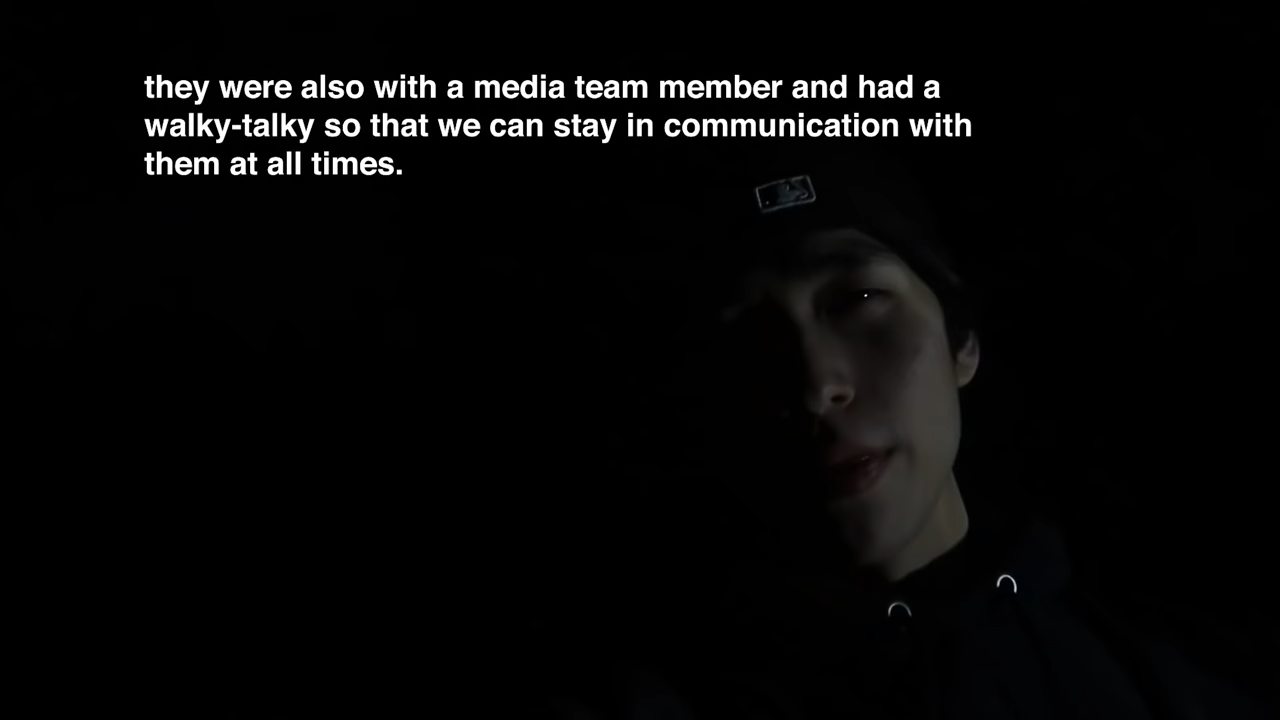 they were also with a media team member and had a
walky-talky so that we can stay in communication with
them at all times.